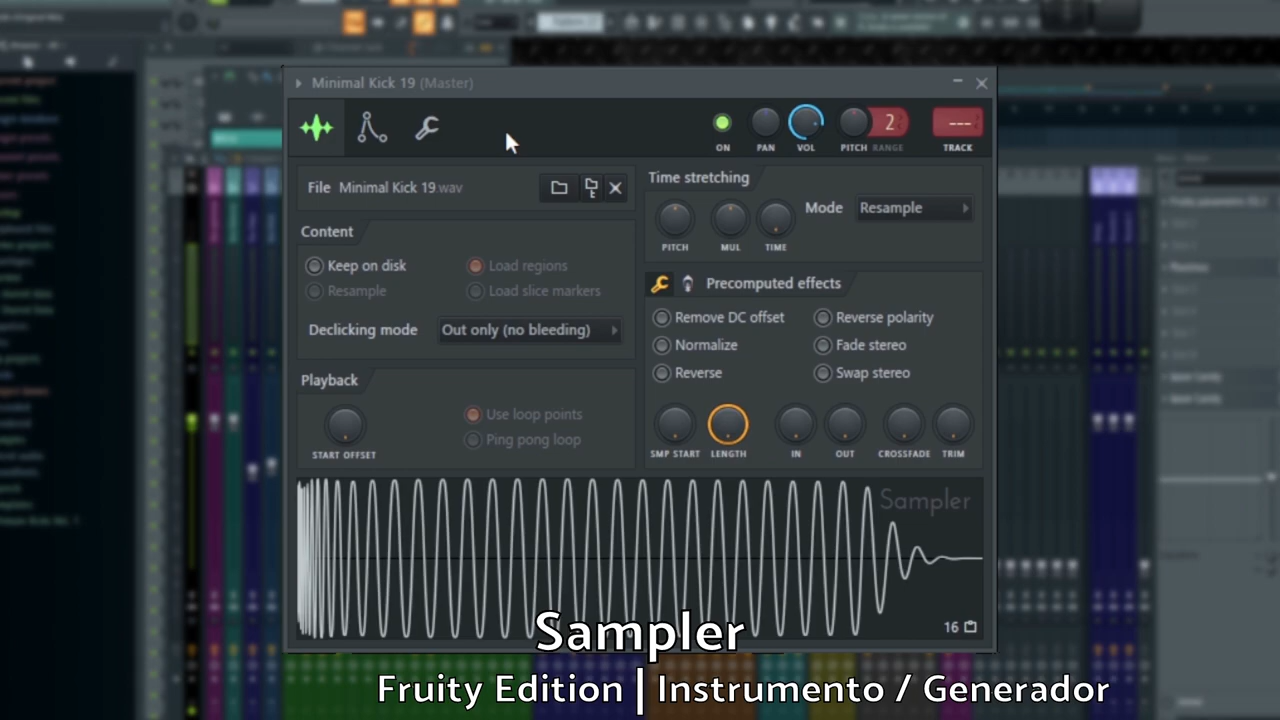 Minimal Kick 19 (Master)
ON PAN VOL PITCH RANGE 2 --- TRACK
File Minimal Kick 19.wav
Content
Keep on disk Load regions
Resample Load slice markers
Declicking mode Out only (no bleeding)
Playback
Use loop points
Ping pong loop
START OFFSET
Time stretching
PITCH MUL TIME Mode Resample
Precomputed effects
Remove DC offset Reverse polarity
Normalize Fade stereo
Reverse Swap stereo
SMP START LENGTH IN OUT CROSSFADE TRIM
Sampler
16
Sampler
Fruity Edition | Instrumento / Generador